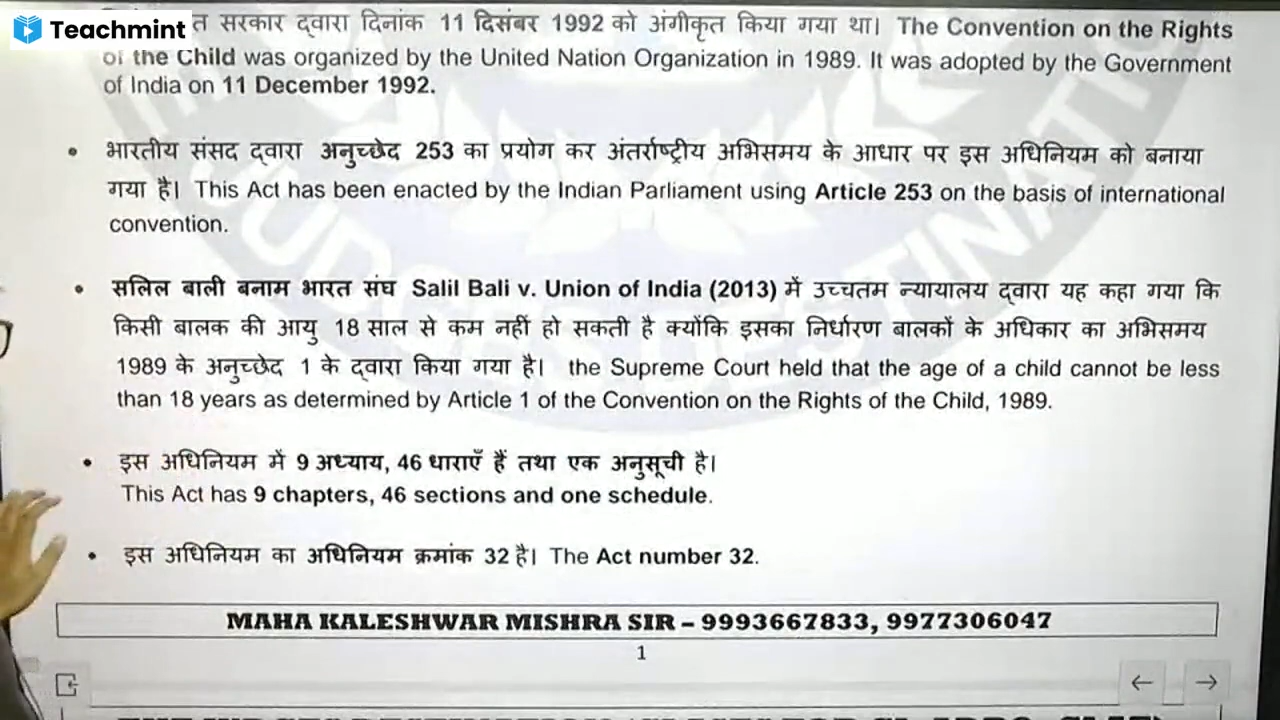 Teachmint
त सरकार द्वारा दिनांक 11 दिसंबर 1992 को अंगीकृत किया गया था। The Convention on the Rights
of the Child was organized by the United Nation Organization in 1989. It was adopted by the Government
of India on 11 December 1992.
• भारतीय संसद द्वारा अनुच्छेद 253 का प्रयोग कर अंतर्राष्ट्रीय अभिसमय के आधार पर इस अधिनियम को बनाया
गया है। This Act has been enacted by the Indian Parliament using Article 253 on the basis of international
convention.
• सलिल बाली बनाम भारत संघ Salil Bali v. Union of India (2013) में उच्चतम न्यायालय द्वारा यह कहा गया कि
किसी बालक की आयु 18 साल से कम नहीं हो सकती है क्योंकि इसका निर्धारण बालकों के अधिकार का अभिसमय
1989 के अनुच्छेद 1 के द्वारा किया गया है। the Supreme Court held that the age of a child cannot be less
than 18 years as determined by Article 1 of the Convention on the Rights of the Child, 1989.
• इस अधिनियम में 9 अध्याय, 46 धाराएँ हैं तथा एक अनुसूची है।
This Act has 9 chapters, 46 sections and one schedule.
• इस अधिनियम का अधिनियम क्रमांक 32 है। The Act number 32.
MAHA KALESHWAR MISHRA SIR – 9993667833, 9977306047
1